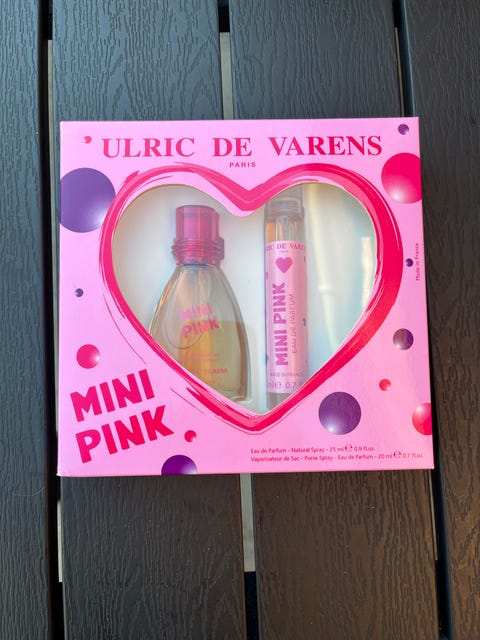 ULRIC DE VARENS
PARIS
Made in France
MINI
PINK
RIC DE VAREN
MINI PINK
EAU DE PARFUM
MADE IN FRANCE
MINI
PINK
Eau de Parfum - Natural Spray - 25 ml ℮ 0.9 fl.oz.
Vaporisateur de Sac - Purse Spray - Eau de Parfum - 20 ml ℮ 0.7 fl.oz.